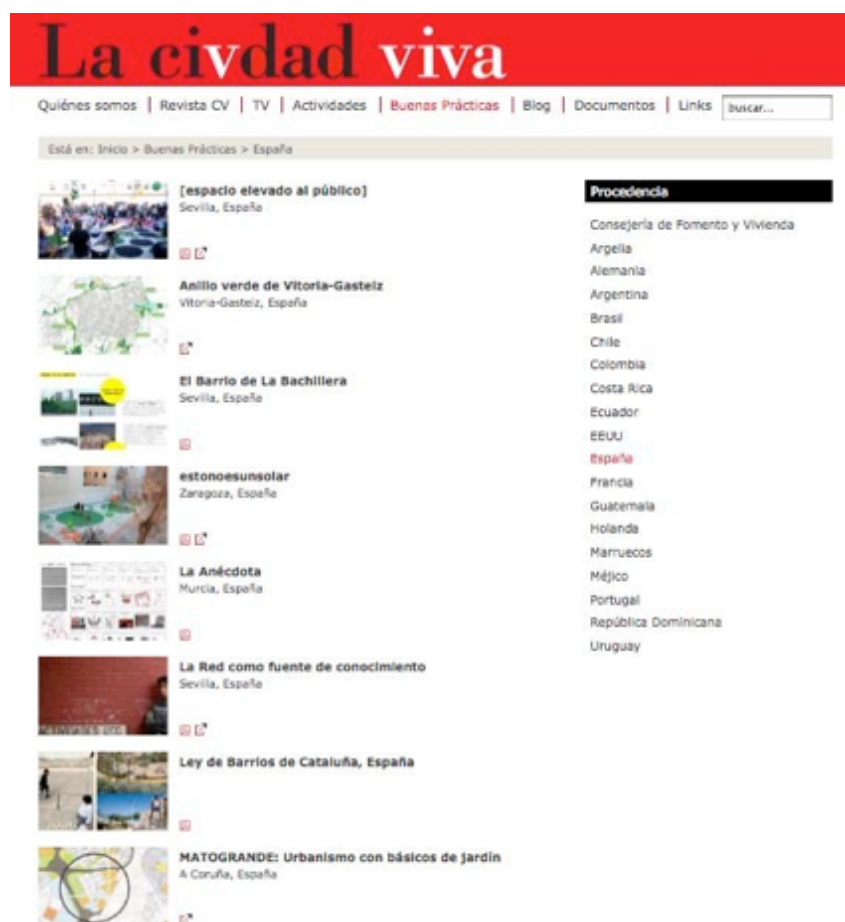 La civdad viva
Quiénes somos | Revista CV | TV | Actividades | Buenas Prácticas | Blog | Documentos | Links buscar...
Está en: Inicio > Buenas Prácticas > España
[espacio elevado al público]
Sevilla, España
Anillo verde de Vitoria-Gasteiz
Vitoria-Gasteiz, España
El Barrio de La Bachillera
Sevilla, España
estonoesunsolar
Zaragoza, España
La Anécdota
Murcia, España
La Red como fuente de conocimiento
Sevilla, España
Ley de Barrios de Cataluña, España
MATOGRANDE: Urbanismo con básicos de jardín
A Coruña, España
Procedencia
Consejería de Fomento y Vivienda
Argelia
Alemania
Argentina
Brasil
Chile
Colombia
Costa Rica
Ecuador
EEUU
España
Francia
Guatemala
Holanda
Marruecos
Méjico
Portugal
República Dominicana
Uruguay